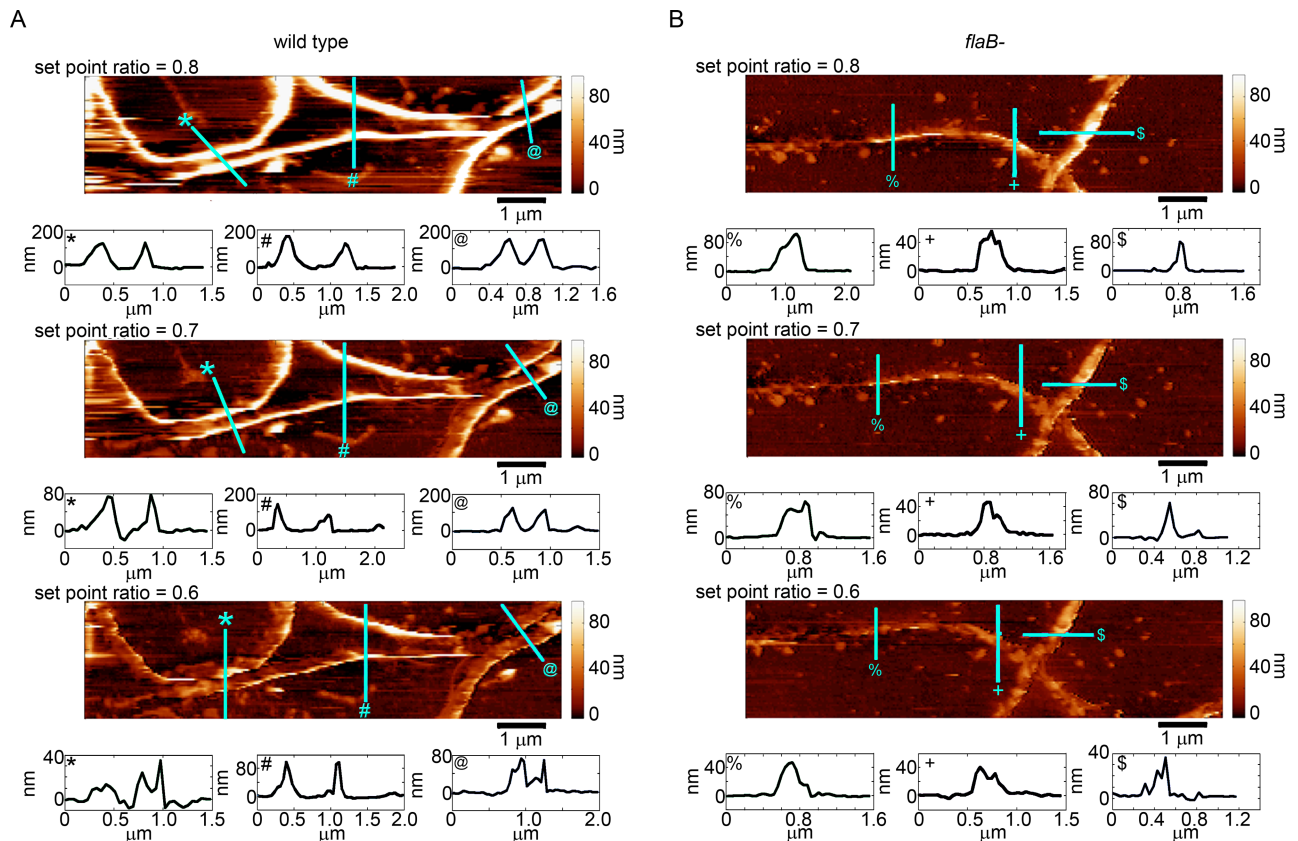 A
wild type
set point ratio = 0.8
*
#
@
80
40
0
nm
1 μm
200
0
nm
*
0 0.5 1.0 1.5
μm
200
0
nm
#
0 0.5 1.0 1.5 2.0
μm
200
0
nm
@
0 0.4 0.8 1.2 1.6
μm
set point ratio = 0.7
*
#
@
80
40
0
nm
1 μm
80
0
nm
*
0 0.5 1.0 1.5
μm
200
0
nm
#
0 1.0 2.0
μm
200
0
nm
@
0 0.5 1.0 1.5
μm
set point ratio = 0.6
*
#
@
80
40
0
nm
1 μm
40
0
nm
*
0 0.5 1.0 1.5
μm
80
0
nm
#
0 0.5 1.0 1.5 2.0
μm
80
0
nm
@
0 1.0 2.0
μm
B
flaB-
set point ratio = 0.8
%
+
$
80
40
0
nm
1 μm
80
0
nm
%
0 1.0 2.0
μm
40
0
nm
+
0 0.5 1.0 1.5
μm
80
0
nm
$
0 0.8 1.6
μm
set point ratio = 0.7
%
+
$
80
40
0
nm
1 μm
80
0
nm
%
0 0.8 1.6
μm
40
0
nm
+
0 0.8 1.6
μm
80
0
nm
$
0 0.4 0.8 1.2
μm
set point ratio = 0.6
%
+
$
80
40
0
nm
1 μm
40
0
nm
%
0 0.8 1.6
μm
40
0
nm
+
0 0.5 1.0 1.5
μm
40
0
nm
$
0 0.4 0.8 1.2
μm